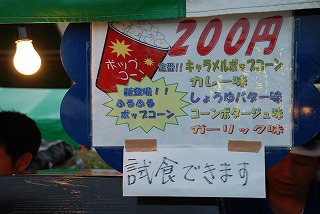 200円
ポップコーン
定番!!キャラメルポップコーン
カレー味
しょうゆバター味
コーンポタージュ味
ガーリック味
新登場!!
ふるふる
ポップコーン
試食できます